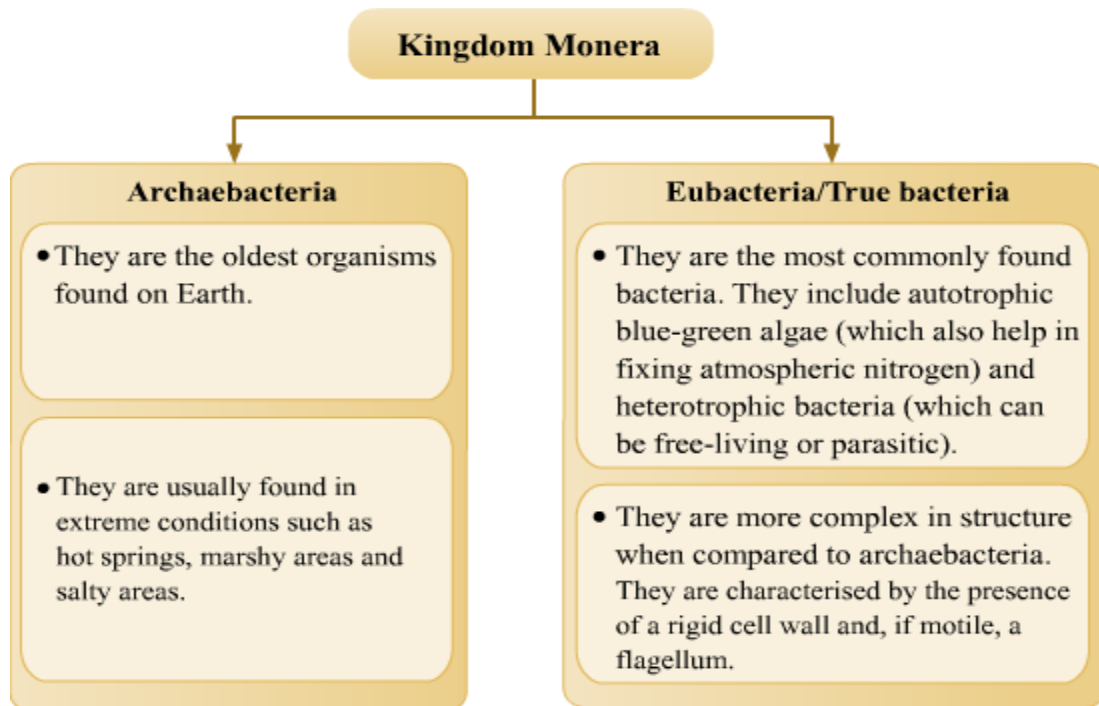 Kingdom Monera
Archaebacteria
• They are the oldest organisms
found on Earth.
• They are usually found in
extreme conditions such as
hot springs, marshy areas and
salty areas.
Eubacteria/True bacteria
• They are the most commonly found
bacteria. They include autotrophic
blue-green algae (which also help in
fixing atmospheric nitrogen) and
heterotrophic bacteria (which can
be free-living or parasitic).
• They are more complex in structure
when compared to archaebacteria.
They are characterised by the presence
of a rigid cell wall and, if motile, a
flagellum.